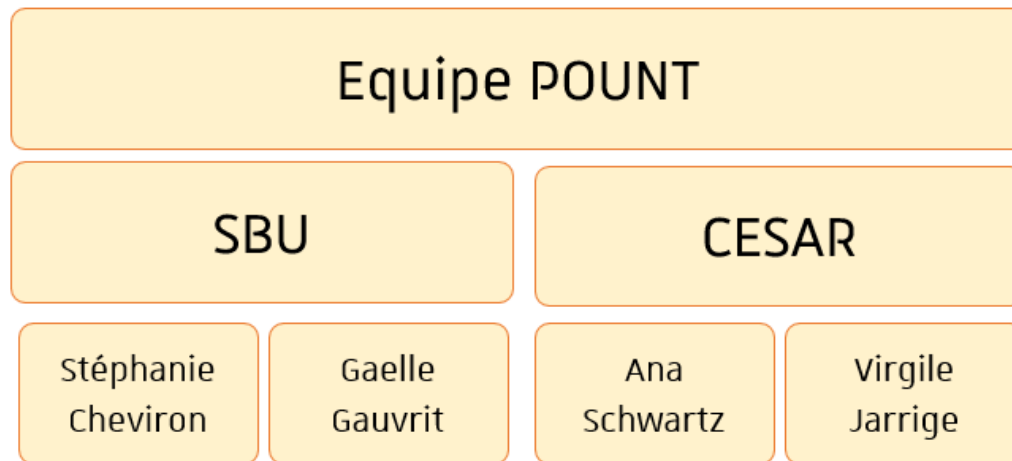 Equipe POUNT
SBU
CESAR
Stéphanie
Cheviron
Gaelle
Gauvrit
Ana
Schwartz
Virgile
Jarrige